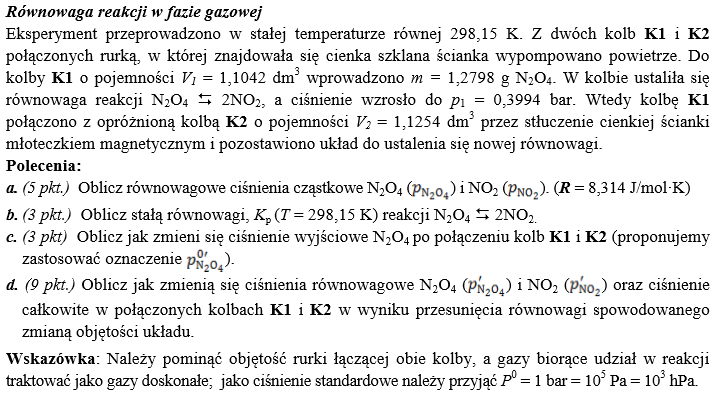 Równowaga reakcji w fazie gazowej
Eksperyment przeprowadzono w stałej temperaturze równej 298,15 K. Z dwóch kolb K1 i K2
połączonych rurką, w której znajdowała się cienka szklana ścianka wypompowano powietrze. Do
kolby K1 o pojemności V₁ = 1,1042 dm³ wprowadzono m = 1,2798 g N₂O₄. W kolbie ustaliła się
równowaga reakcji N₂O₄ ⇆ 2NO₂, a ciśnienie wzrosło do p₁ = 0,3994 bar. Wtedy kolbę K1
połączono z opróżnioną kolbą K2 o pojemności V₂ = 1,1254 dm³ przez stłuczenie cienkiej ścianki
młoteczkiem magnetycznym i pozostawiono układ do ustalenia się nowej równowagi.
Polecenia:
a. (5 pkt.) Oblicz równowagowe ciśnienia cząstkowe N₂O₄ (p_N₂O₄) i NO₂ (p_NO₂). (R = 8,314 J/mol·K)
b. (3 pkt.) Oblicz stałą równowagi, Kₚ (T = 298,15 K) reakcji N₂O₄ ⇆ 2NO₂.
c. (3 pkt) Oblicz jak zmieni się ciśnienie wyjściowe N₂O₄ po połączeniu kolb K1 i K2 (proponujemy
zastosować oznaczenie p⁰′_N₂O₄).
d. (9 pkt.) Oblicz jak zmienią się ciśnienia równowagowe N₂O₄ (p′_N₂O₄) i NO₂ (p′_NO₂) oraz ciśnienie
całkowite w połączonych kolbach K1 i K2 w wyniku przesunięcia równowagi spowodowanego
zmianą objętości układu.
Wskazówka: Należy pominąć objętość rurki łączącej obie kolby, a gazy biorące udział w reakcji
traktować jako gazy doskonałe; jako ciśnienie standardowe należy przyjąć P⁰ = 1 bar = 10⁵ Pa = 10³ hPa.